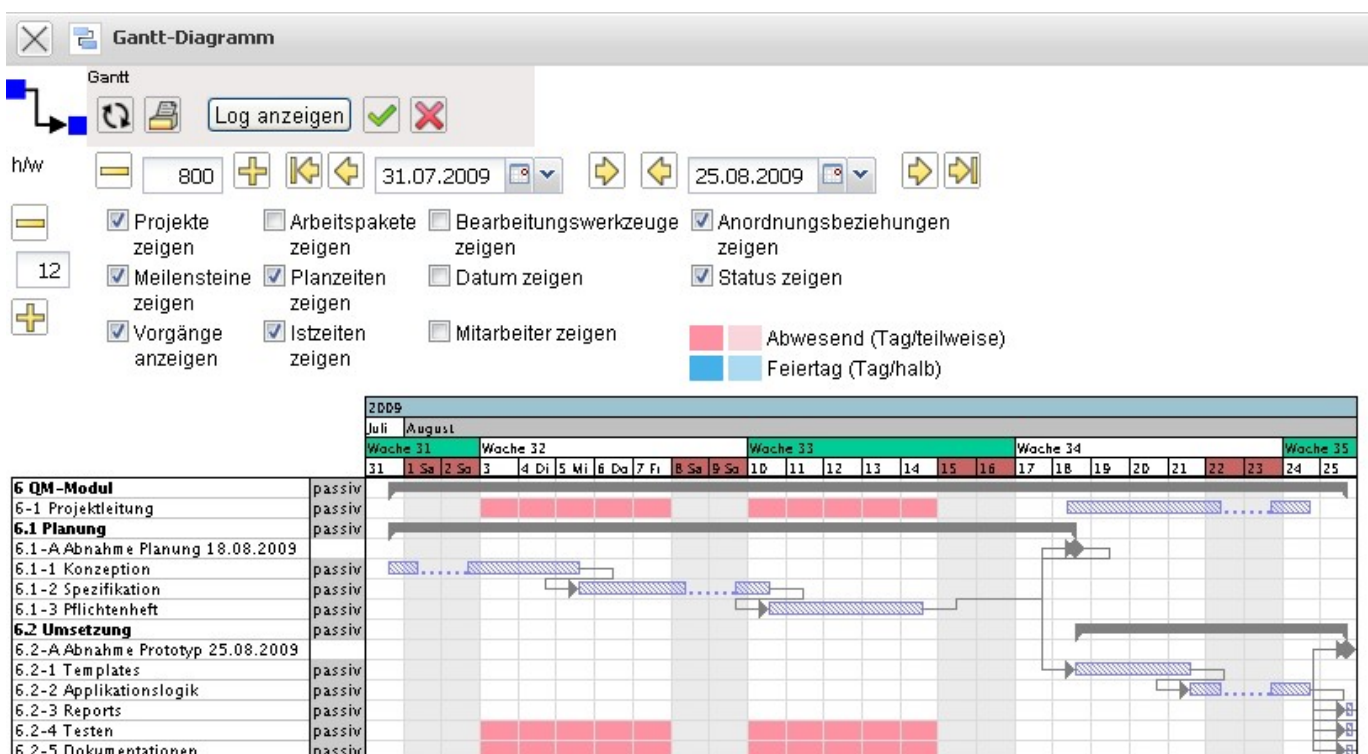 Gantt-Diagramm
Gantt
Log anzeigen
h/w
800 31.07.2009 25.08.2009
12
Projekte zeigen
Arbeitspakete zeigen
Bearbeitungswerkzeuge zeigen
Anordnungsbeziehungen zeigen
Meilensteine zeigen
Planzeiten zeigen
Datum zeigen
Status zeigen
Vorgänge anzeigen
Istzeiten zeigen
Mitarbeiter zeigen
Abwesend (Tag/teilweise)
Feiertag (Tag/halb)
2009
Juli August
Woche 31 Woche 32 Woche 33 Woche 34 Woche 35
31 1 Sa 2 So 3 4 Di 5 Mi 6 Do 7 Fr 8 Sa 9 So 10 11 12 13 14 15 16 17 18 19 20 21 22 23 24 25
6 QM-Modul passiv
6-1 Projektleitung passiv
6.1 Planung passiv
6.1-A Abnahme Planung 18.08.2009
6.1-1 Konzeption passiv
6.1-2 Spezifikation passiv
6.1-3 Pflichtenheft passiv
6.2 Umsetzung passiv
6.2-A Abnahme Prototyp 25.08.2009
6.2-1 Templates passiv
6.2-2 Applikationslogik passiv
6.2-3 Reports passiv
6.2-4 Testen passiv
6.2-5 Dokumentationen passiv